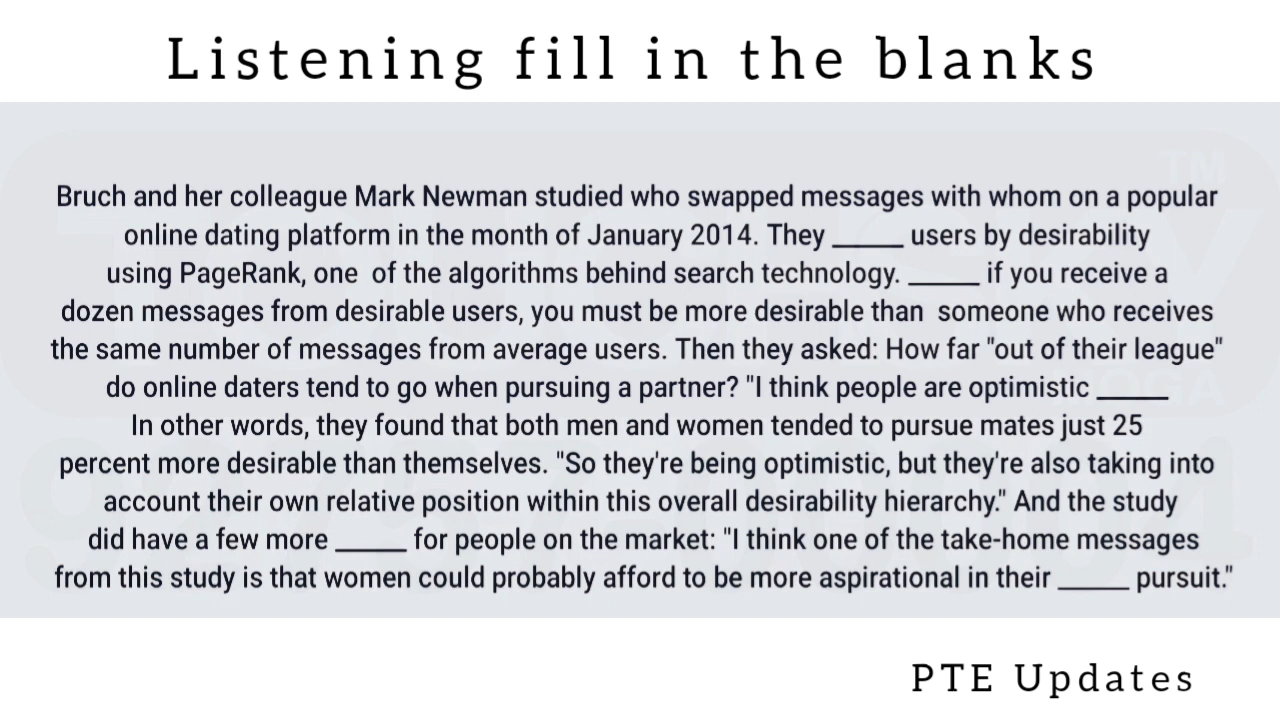 Listening fill in the blanks
Bruch and her colleague Mark Newman studied who swapped messages with whom on a popular
online dating platform in the month of January 2014. They _____ users by desirability
using PageRank, one of the algorithms behind search technology. _____ if you receive a
dozen messages from desirable users, you must be more desirable than someone who receives
the same number of messages from average users. Then they asked: How far "out of their league"
do online daters tend to go when pursuing a partner? "I think people are optimistic _____
In other words, they found that both men and women tended to pursue mates just 25
percent more desirable than themselves. "So they're being optimistic, but they're also taking into
account their own relative position within this overall desirability hierarchy." And the study
did have a few more _____ for people on the market: "I think one of the take-home messages
from this study is that women could probably afford to be more aspirational in their _____ pursuit."
PTE Updates